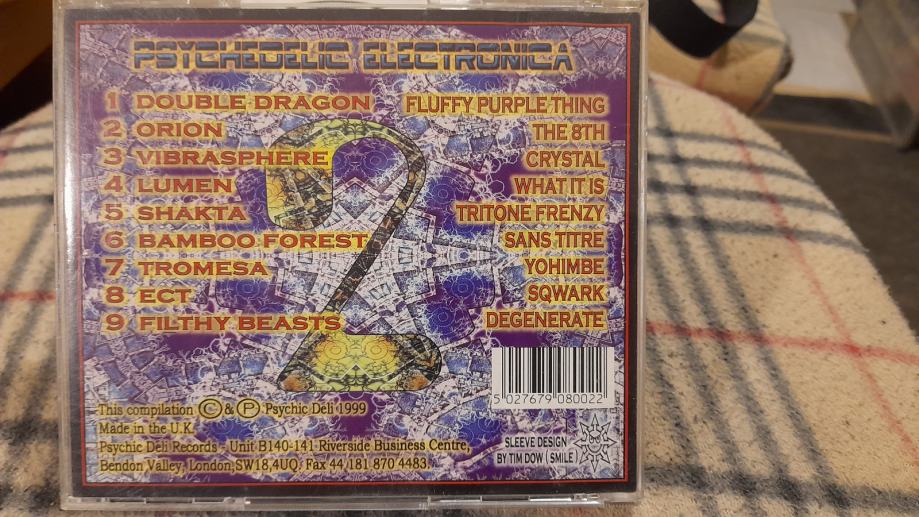 PSYCHEDELIC ELECTRONICA
1 DOUBLE DRAGON FLUFFY PURPLE THING
2 ORION THE 8TH
3 VIBRASPHERE CRYSTAL
4 LUMEN WHAT IT IS
5 SHAKTA TRITONE FRENZY
6 BAMBOO FOREST SANS TITRE
7 TROMESA YOHIMBE
8 ECT SQWARK
9 FILTHY BEASTS DEGENERATE
2
5 027679 080022
This compilation © & ℗ Psychic Deli 1999
Made in the U.K.
Psychic Deli Records - Unit B140-141 Riverside Business Centre,
Bendon Valley, London,SW18,4UQ. Fax 44 181 870 4483.
SLEEVE DESIGN
BY TIM DOW ( SMILE )